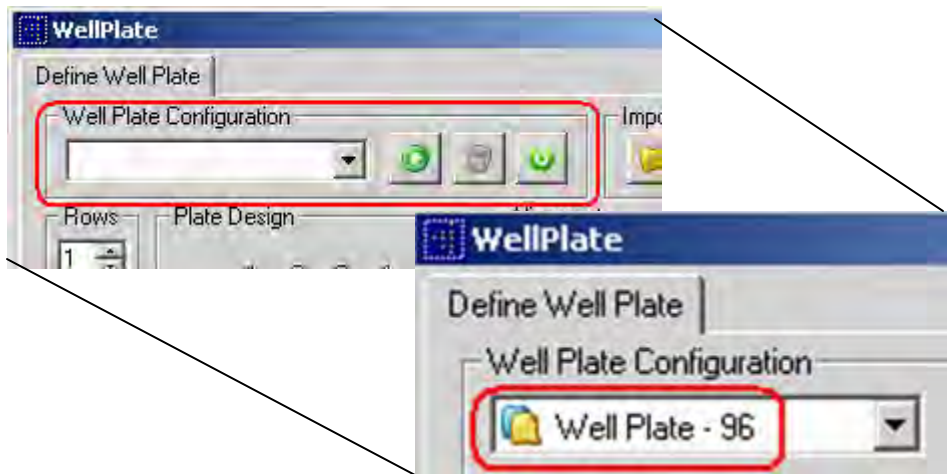 WellPlate
Define Well Plate
Well Plate Configuration
Impo
Rows
Plate Design
1
WellPlate
Define Well Plate
Well Plate Configuration
Well Plate - 96